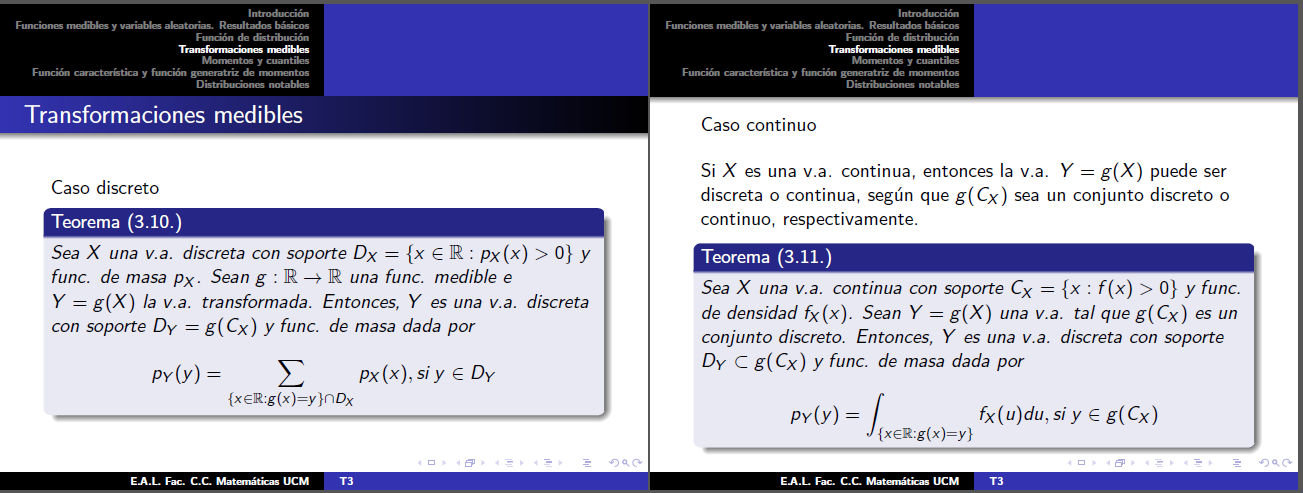 Introducción
Funciones medibles y variables aleatorias. Resultados básicos
Función de distribución
Transformaciones medibles
Momentos y cuantiles
Función característica y función generatriz de momentos
Distribuciones notables
Transformaciones medibles
Caso discreto
Teorema (3.10.)
Sea X una v.a. discreta con soporte D_X = {x ∈ ℝ : p_X(x) > 0} y
func. de masa p_X. Sean g : ℝ → ℝ una func. medible e
Y = g(X) la v.a. transformada. Entonces, Y es una v.a. discreta
con soporte D_Y = g(C_X) y func. de masa dada por
p_Y(y) = ∑_{{x∈ℝ:g(x)=y}∩D_X} p_X(x), si y ∈ D_Y
E.A.L. Fac. C.C. Matemáticas UCM T3
Introducción
Funciones medibles y variables aleatorias. Resultados básicos
Función de distribución
Transformaciones medibles
Momentos y cuantiles
Función característica y función generatriz de momentos
Distribuciones notables
Caso continuo
Si X es una v.a. continua, entonces la v.a. Y = g(X) puede ser
discreta o continua, según que g(C_X) sea un conjunto discreto o
continuo, respectivamente.
Teorema (3.11.)
Sea X una v.a. continua con soporte C_X = {x : f(x) > 0} y func.
de densidad f_X(x). Sean Y = g(X) una v.a. tal que g(C_X) es un
conjunto discreto. Entonces, Y es una v.a. discreta con soporte
D_Y ⊂ g(C_X) y func. de masa dada por
p_Y(y) = ∫_{{x∈ℝ:g(x)=y}} f_X(u)du, si y ∈ g(C_X)
E.A.L. Fac. C.C. Matemáticas UCM T3